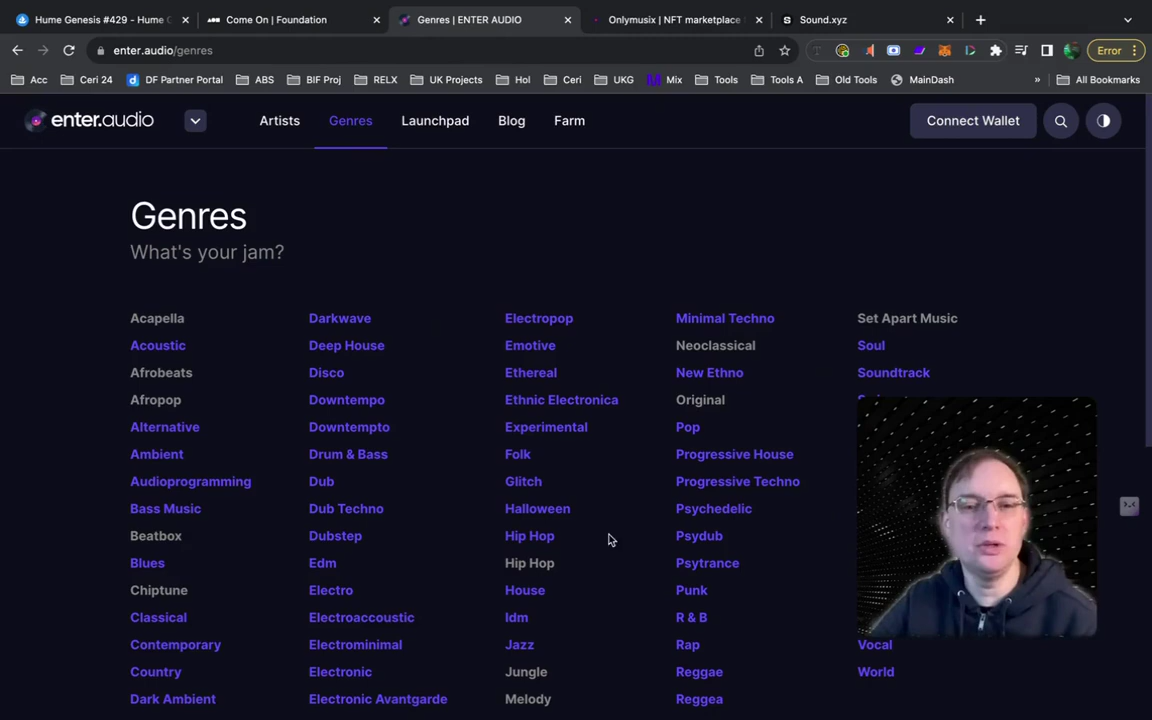 Hume Genesis #429 - Hume G
Come On | Foundation
Genres | ENTER AUDIO
Onlymusix | NFT marketplace
Sound.xyz
enter.audio/genres
Error
Acc
Ceri 24
DF Partner Portal
ABS
BIF Proj
RELX
UK Projects
Hol
Ceri
UKG
Mix
Tools
Tools A
Old Tools
MainDash
»
All Bookmarks
enter.audio
Artists
Genres
Launchpad
Blog
Farm
Connect Wallet
Genres
What's your jam?
Acapella
Acoustic
Afrobeats
Afropop
Alternative
Ambient
Audioprogramming
Bass Music
Beatbox
Blues
Chiptune
Classical
Contemporary
Country
Dark Ambient
Darkwave
Deep House
Disco
Downtempo
Downtempto
Drum & Bass
Dub
Dub Techno
Dubstep
Edm
Electro
Electroaccoustic
Electrominimal
Electronic
Electronic Avantgarde
Electropop
Emotive
Ethereal
Ethnic Electronica
Experimental
Folk
Glitch
Halloween
Hip Hop
Hip Hop
House
Idm
Jazz
Jungle
Melody
Minimal Techno
Neoclassical
New Ethno
Original
Pop
Progressive House
Progressive Techno
Psychedelic
Psydub
Psytrance
Punk
R & B
Rap
Reggae
Reggea
Set Apart Music
Soul
Soundtrack
Vocal
World